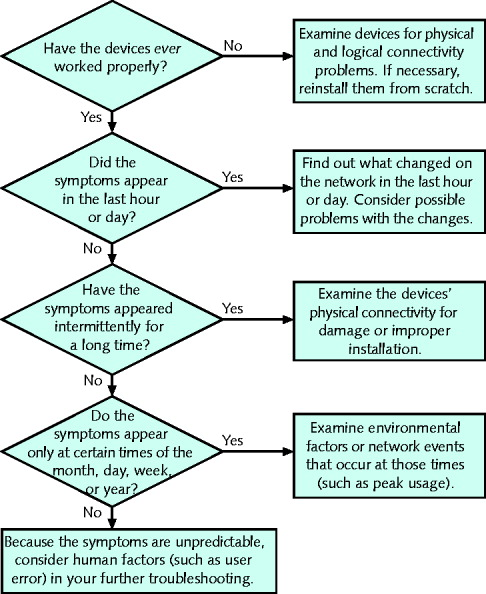 Have the devices ever
worked properly?
No
Examine devices for physical
and logical connectivity
problems. If necessary,
reinstall them from scratch.
Yes
Did the
symptoms appear
in the last hour
or day?
Yes
Find out what changed on
the network in the last hour
or day. Consider possible
problems with the changes.
No
Have the
symptoms appeared
intermittently for
a long time?
Yes
Examine the devices’
physical connectivity for
damage or improper
installation.
No
Do the
symptoms appear
only at certain times of the
month, day, week,
or year?
Yes
Examine environmental
factors or network events
that occur at those times
(such as peak usage).
No
Because the symptoms are unpredictable,
consider human factors (such as user
error) in your further troubleshooting.